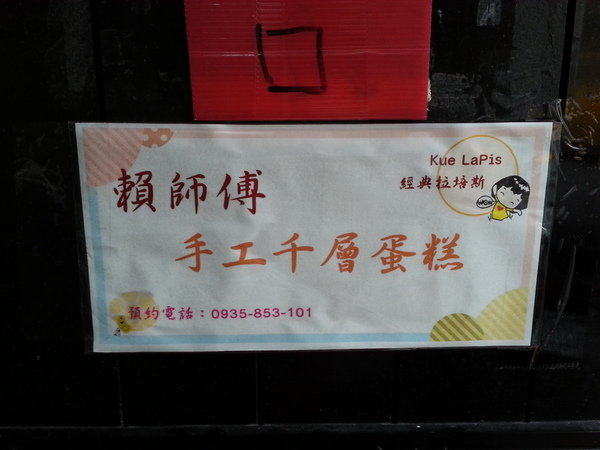 口
Kue LaPis
經典拉培斯
賴師傅
手工千層蛋糕
預約電話：0935-853-101